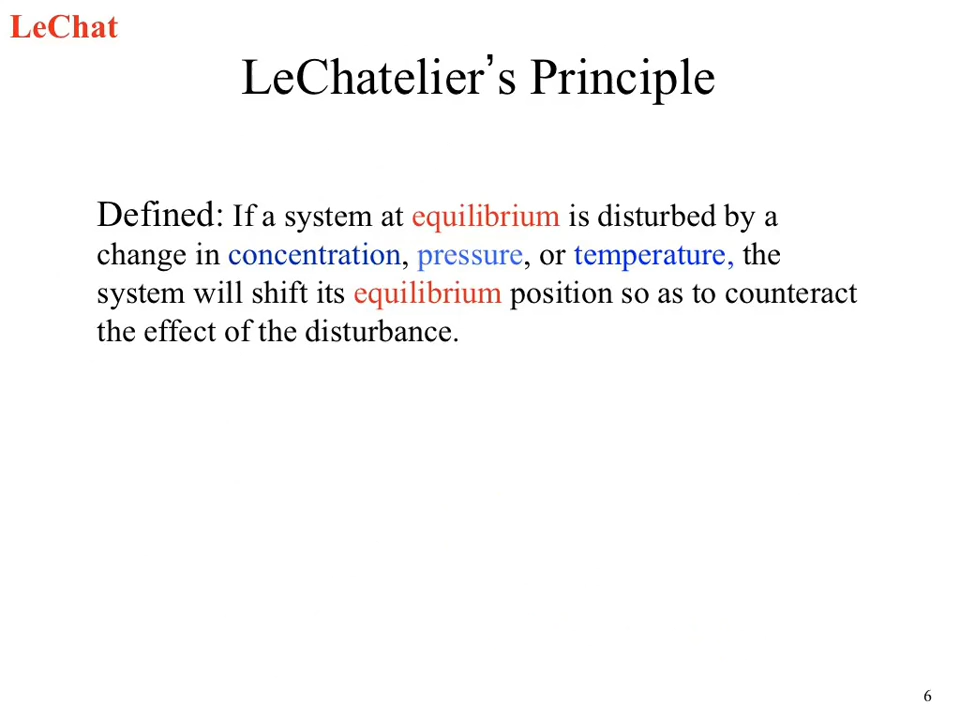 LeChat
LeChatelier’s Principle
Defined: If a system at equilibrium is disturbed by a
change in concentration, pressure, or temperature, the
system will shift its equilibrium position so as to counteract
the effect of the disturbance.
6